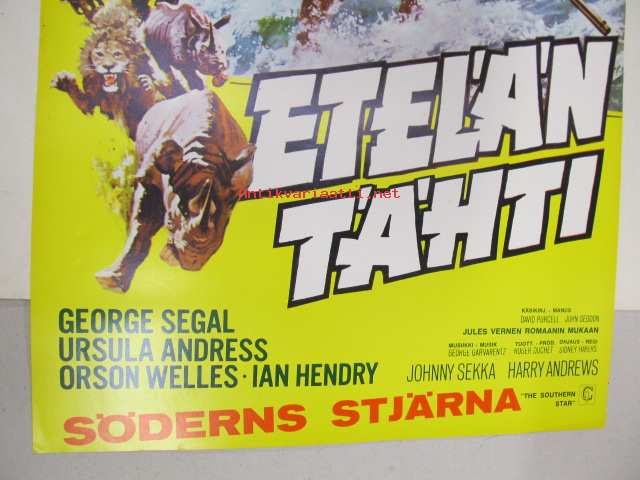 ETELÄN
TÄHTI
Antikvariaatti.net
GEORGE SEGAL
URSULA ANDRESS
ORSON WELLES · IAN HENDRY
KÄSIKIRJ. - MANUS
DAVID PURCELL · JOHN SEDDON
JULES VERNEN ROMAANIN MUKAAN
MUSIIKKI - MUSIK
GEORGE GARVARENTZ
TUOTT. - PROD.
ROGER DUCHET
OHJAUS - REGI
SIDNEY HAYERS
JOHNNY SEKKA HARRY ANDREWS
"THE SOUTHERN
STAR"
SÖDERNS STJÄRNA